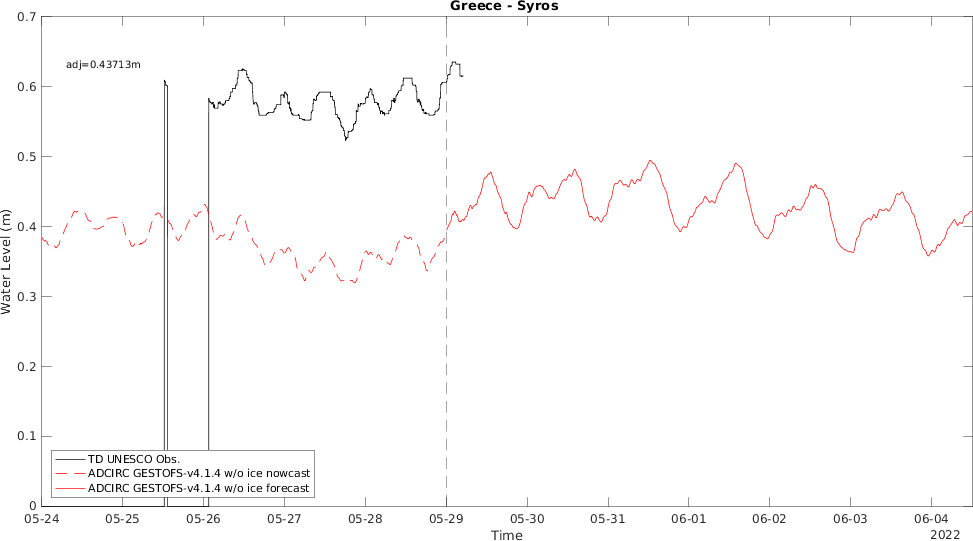 Greece - Syros
adj=0.43713m
Water Level (m)
0.7
0.6
0.5
0.4
0.3
0.2
0.1
0
TD UNESCO Obs.
ADCIRC GESTOFS-v4.1.4 w/o ice nowcast
ADCIRC GESTOFS-v4.1.4 w/o ice forecast
05-24 05-25 05-26 05-27 05-28 05-29 05-30 05-31 06-01 06-02 06-03 06-04
Time
2022